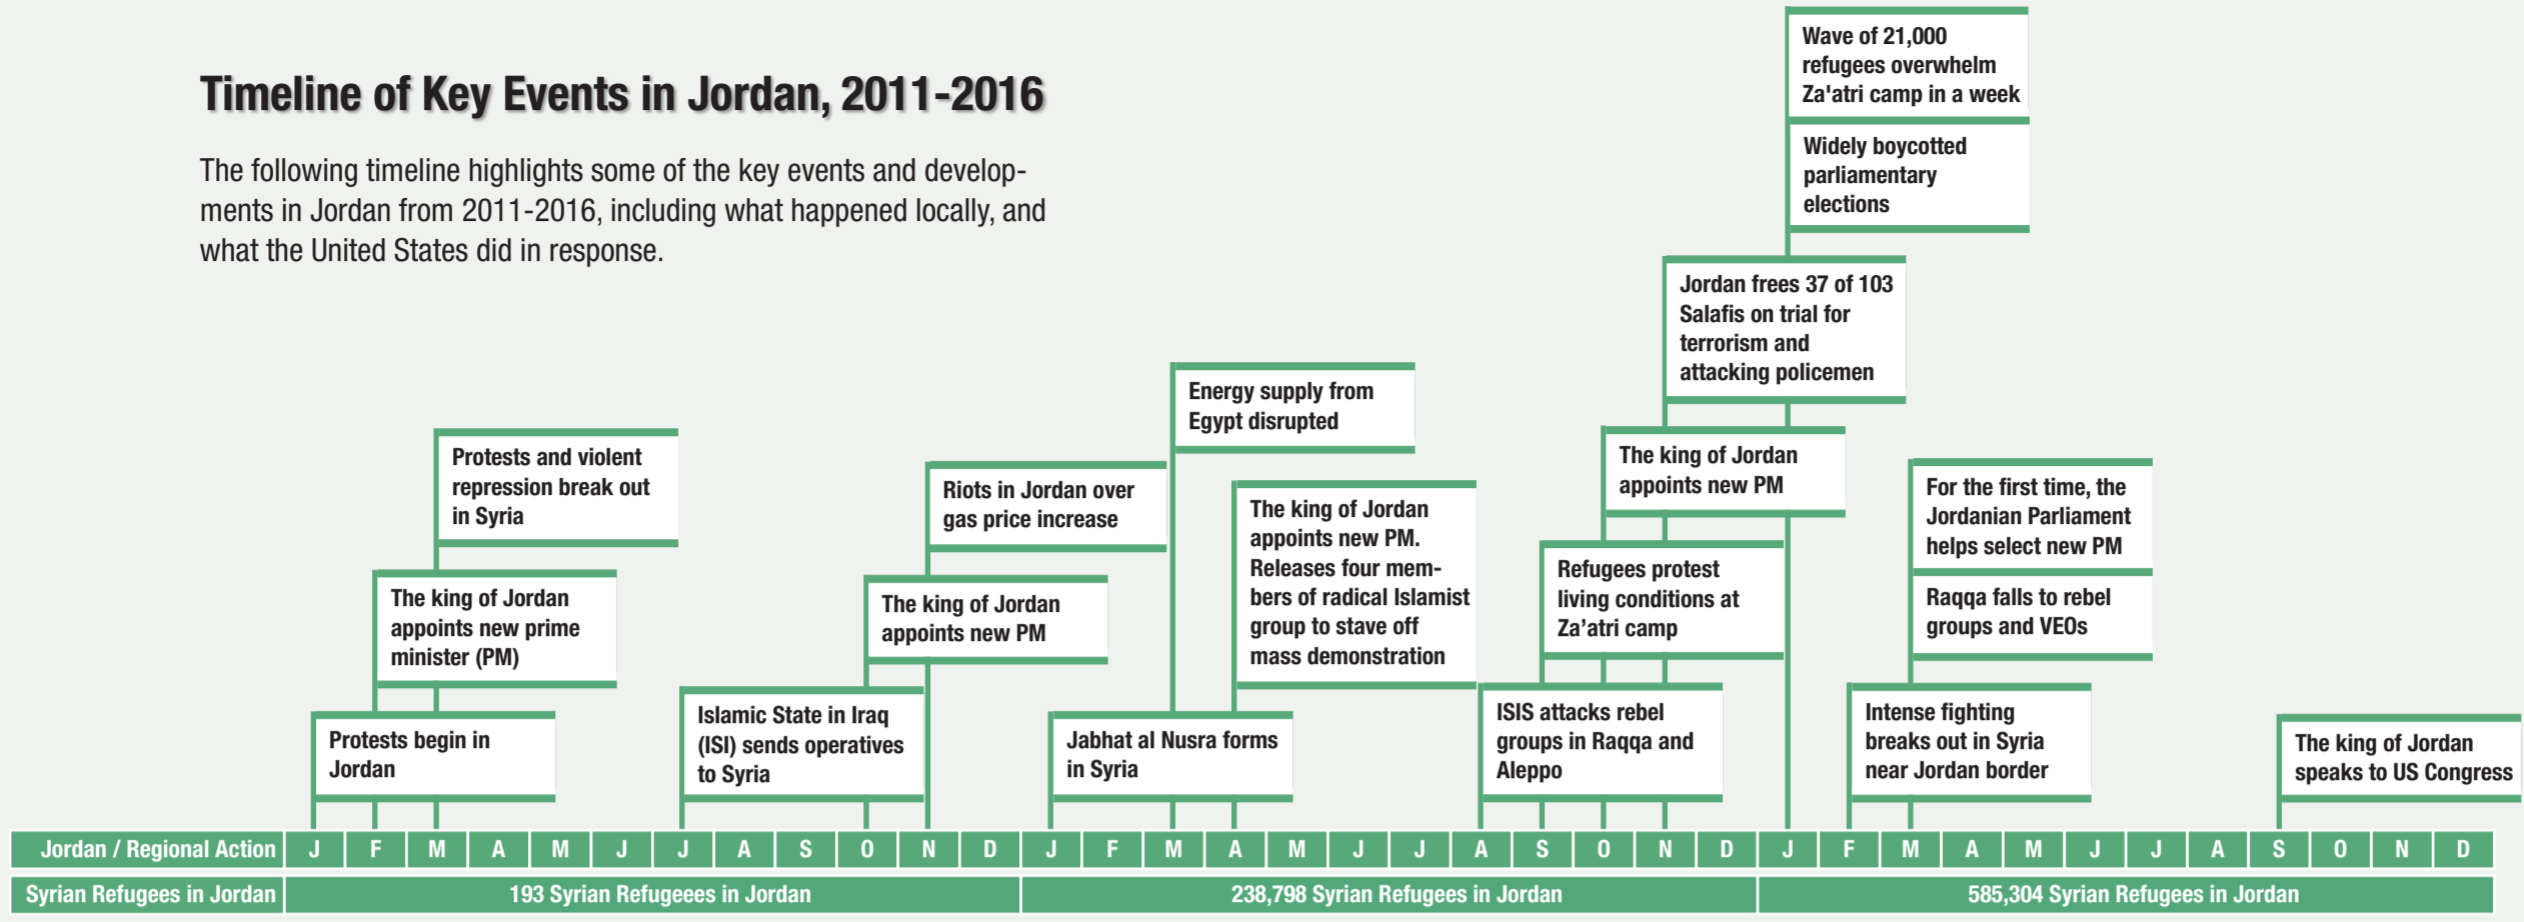 Timeline of Key Events in Jordan, 2011-2016
The following timeline highlights some of the key events and develop-
ments in Jordan from 2011-2016, including what happened locally, and
what the United States did in response.
Protests and violent
repression break out
in Syria
The king of Jordan
appoints new prime
minister (PM)
Protests begin in
Jordan
Islamic State in Iraq
(ISI) sends operatives
to Syria
The king of Jordan
appoints new PM
Riots in Jordan over
gas price increase
Jabhat al Nusra forms
in Syria
Energy supply from
Egypt disrupted
The king of Jordan
appoints new PM.
Releases four mem-
bers of radical Islamist
group to stave off
mass demonstration
ISIS attacks rebel
groups in Raqqa and
Aleppo
Refugees protest
living conditions at
Za’atri camp
The king of Jordan
appoints new PM
Jordan frees 37 of 103
Salafis on trial for
terrorism and
attacking policemen
Wave of 21,000
refugees overwhelm
Za'atri camp in a week
Widely boycotted
parliamentary
elections
Intense fighting
breaks out in Syria
near Jordan border
For the first time, the
Jordanian Parliament
helps select new PM
Raqqa falls to rebel
groups and VEOs
The king of Jordan
speaks to US Congress
Jordan / Regional Action J F M A M J J A S O N D J F M A M J J A S O N D J F M A M J J A S O N D
Syrian Refugees in Jordan 193 Syrian Refugeees in Jordan 238,798 Syrian Refugees in Jordan 585,304 Syrian Refugees in Jordan